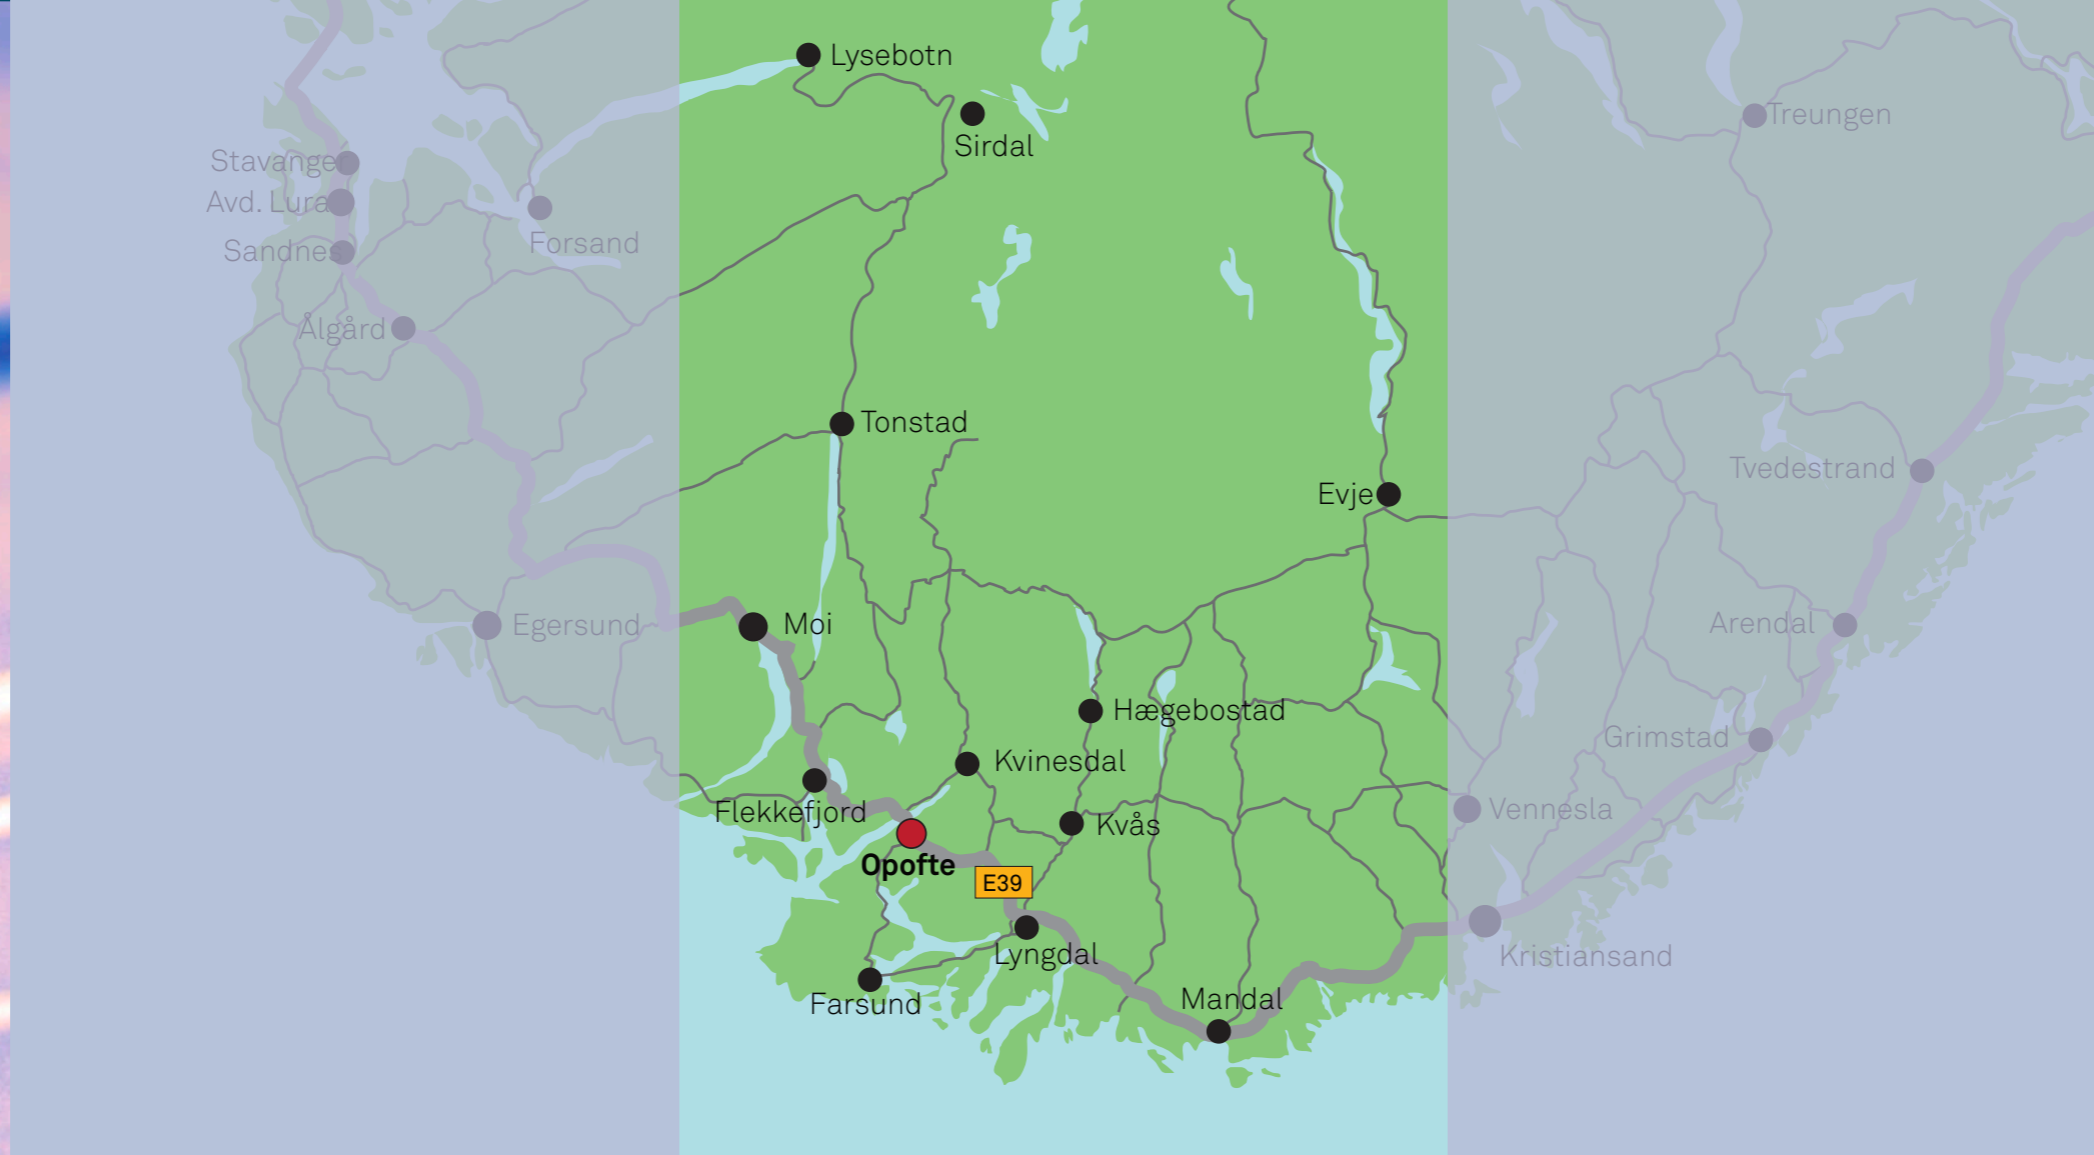 Lysebotn
Treungen
Sirdal
Stavanger
Avd. Lura
Forsand
Sandnes
Ålgård
Tonstad
Tvedestrand
Evje
Moi
Egersund
Arendal
Hægebostad
Grimstad
Kvinesdal
Flekkefjord
Vennesla
Kvås
Opofte
E39
Lyngdal
Kristiansand
Mandal
Farsund